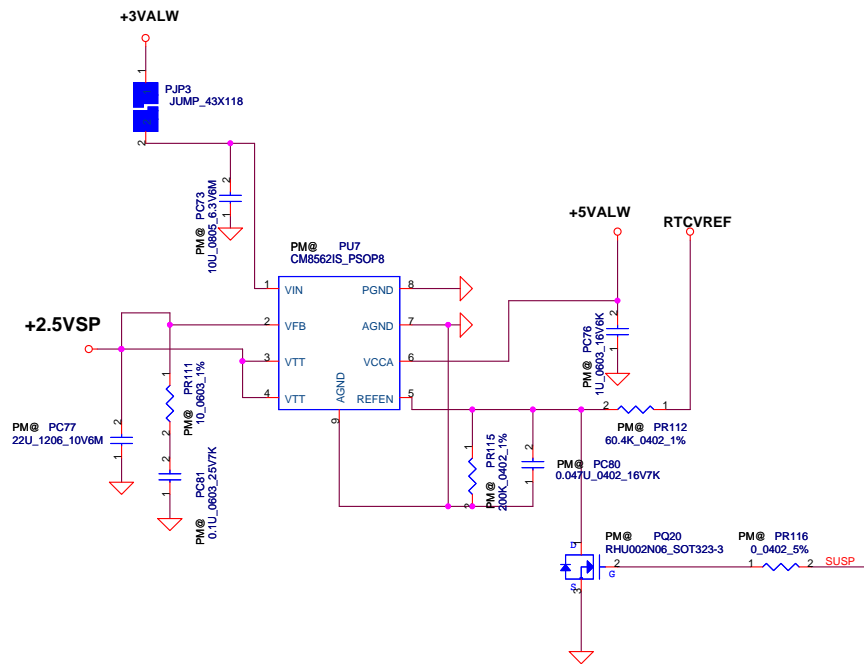 +3VALW
1
PJP3
JUMP_43X118
1
2
2
PM@ PC73
10U_0805_6.3V6M
2
1
+5VALW
RTCVREF
PM@ PU7
CM8562IS_PSOP8
1 VIN PGND 8
2 VFB AGND 7
3 VTT VCCA 6
4 VTT REFEN 5
AGND
9
+2.5VSP
PM@ PC76
1U_0603_16V6K
2
1
PM@ PR111
10_0603_1%
1
2
PM@ PC77
22U_1206_10V6M
2
1
PM@ PC81
0.1U_0603_25V7K
2
1
2 1
PM@ PR112
60.4K_0402_1%
PM@ PR115
200K_0402_1%
1
2
PM@ PC80
0.047U_0402_16V7K
2
1
PM@ PQ20
RHU002N06_SOT323-3
D
1
S
3
G
2
PM@ PR116
0_0402_5%
1 2
SUSP